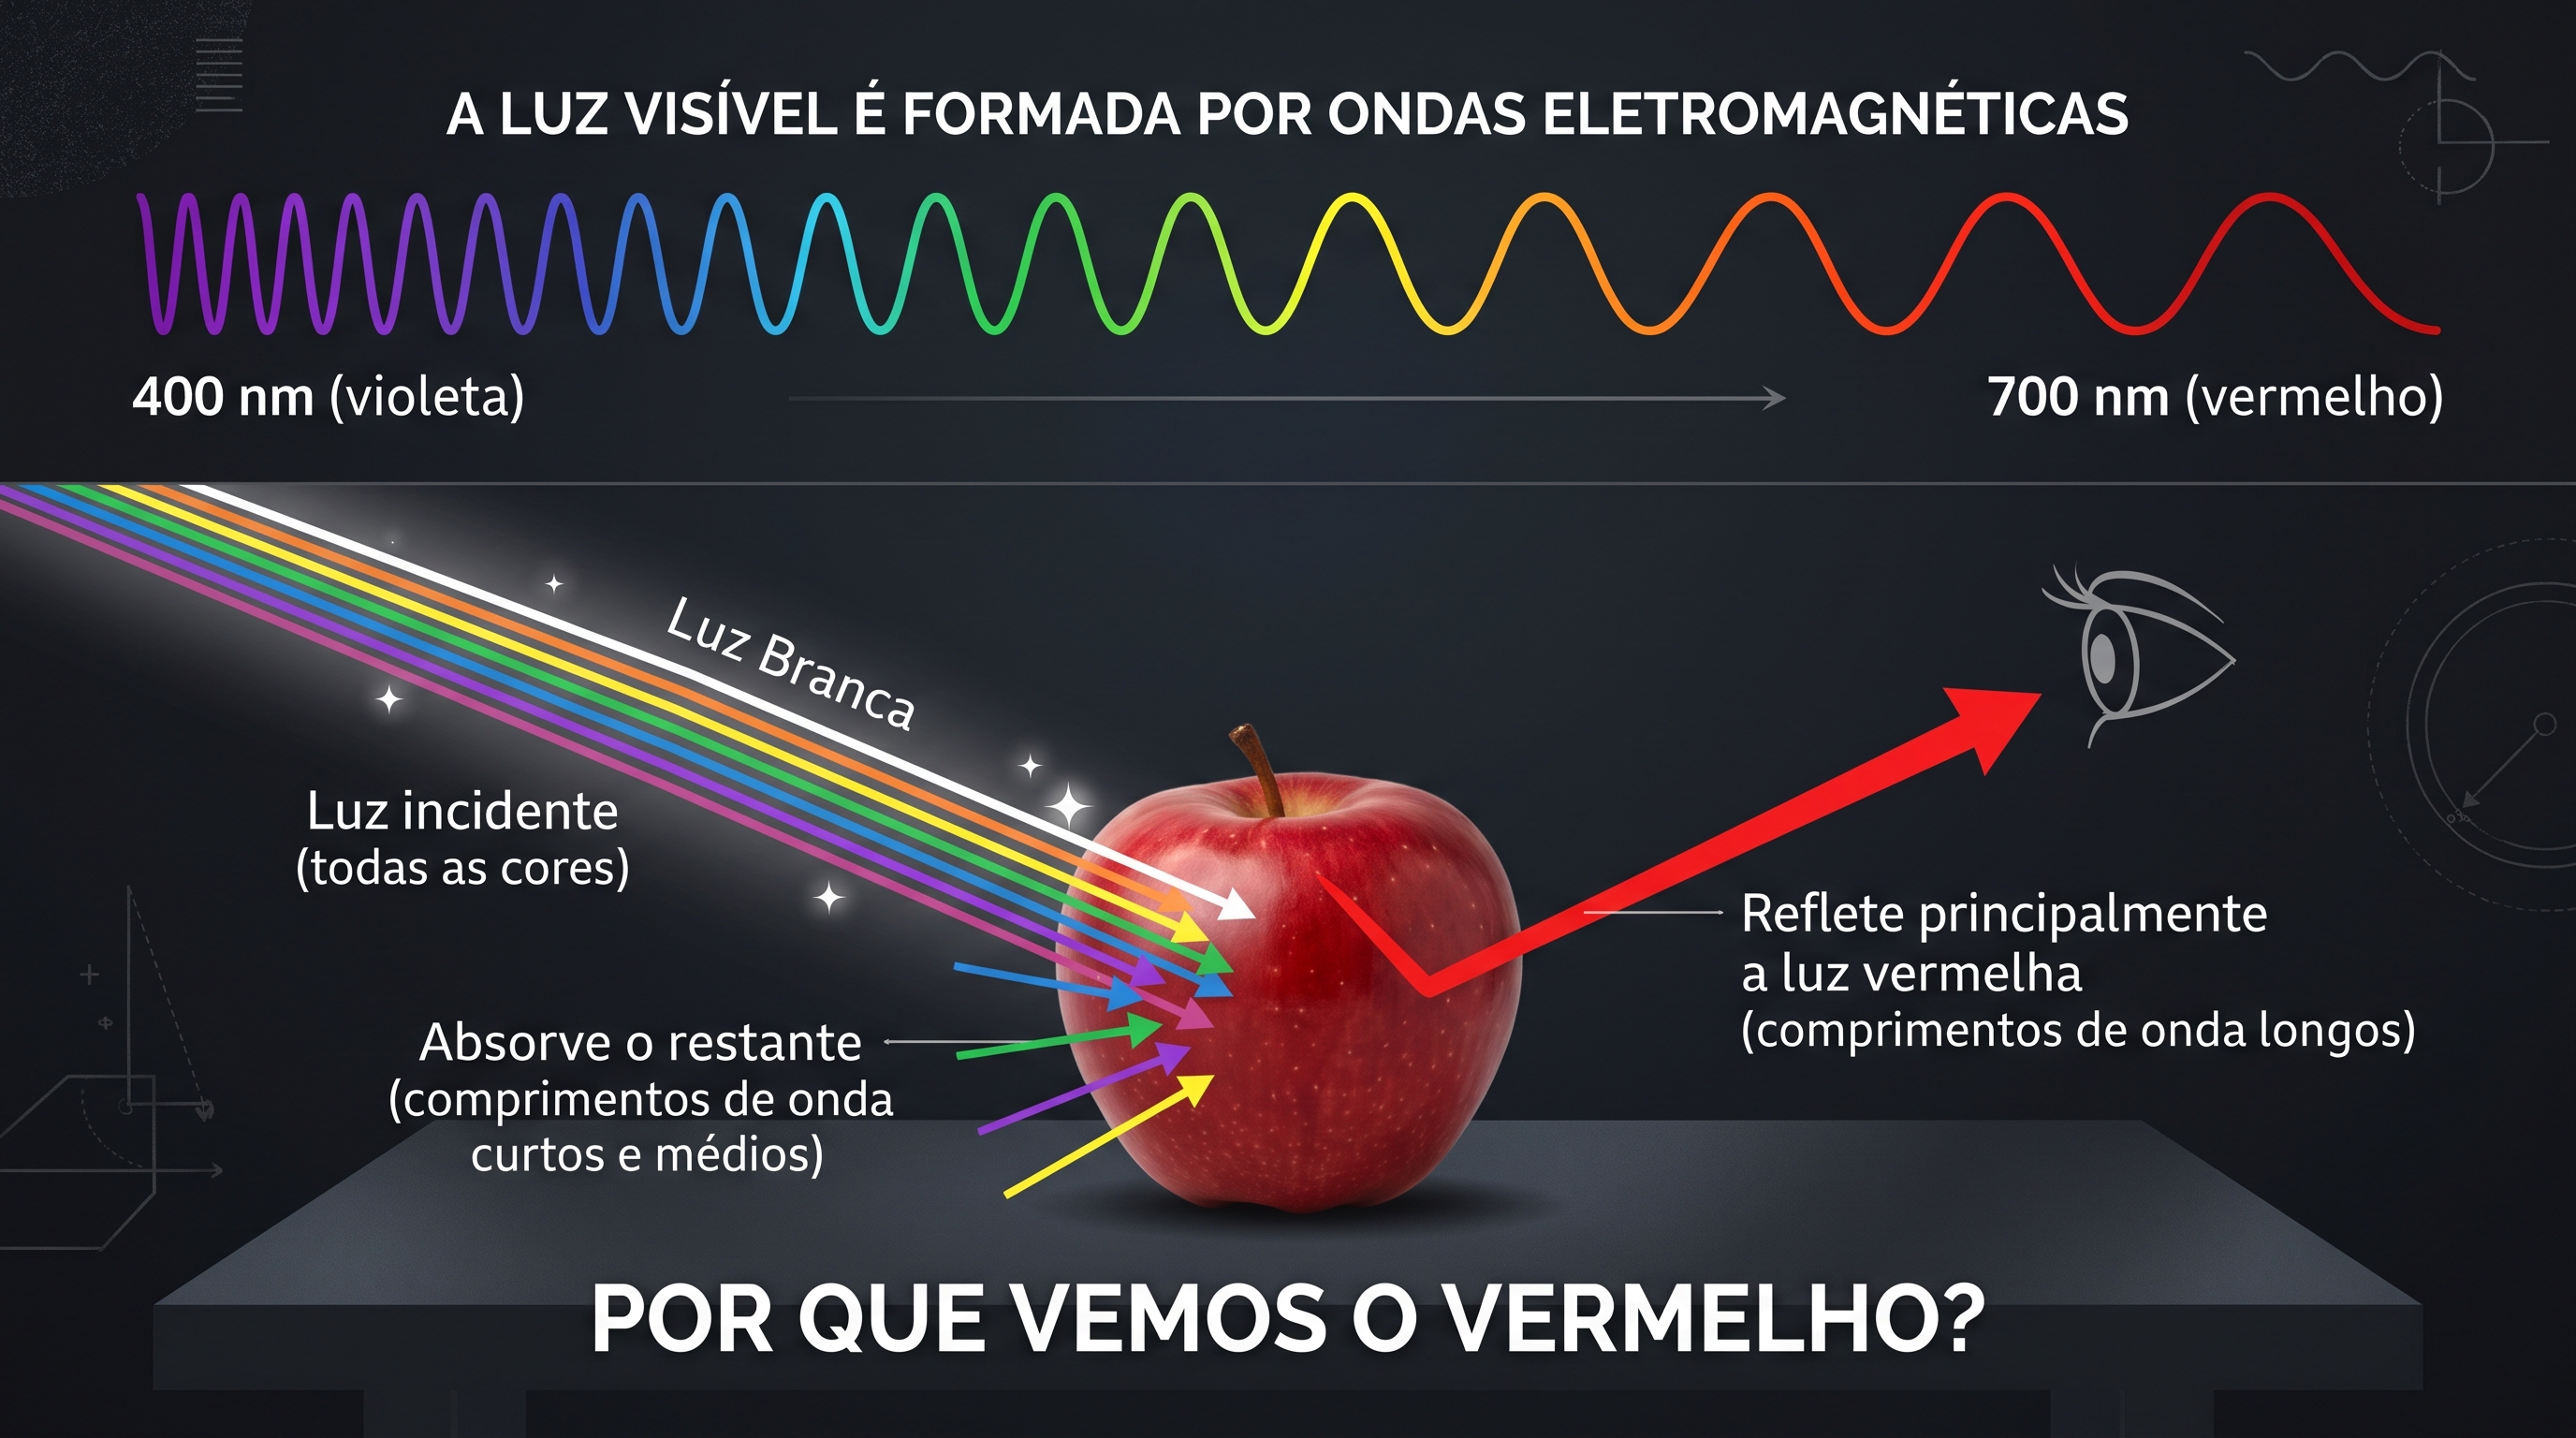 A LUZ VISÍVEL É FORMADA POR ONDAS ELETROMAGNÉTICAS
400 nm (violeta)
700 nm (vermelho)
Luz Branca
Luz incidente
(todas as cores)
Absorve o restante
(comprimentos de onda
curtos e médios)
Reflete principalmente
a luz vermelha
(comprimentos de onda longos)
POR QUE VEMOS O VERMELHO?